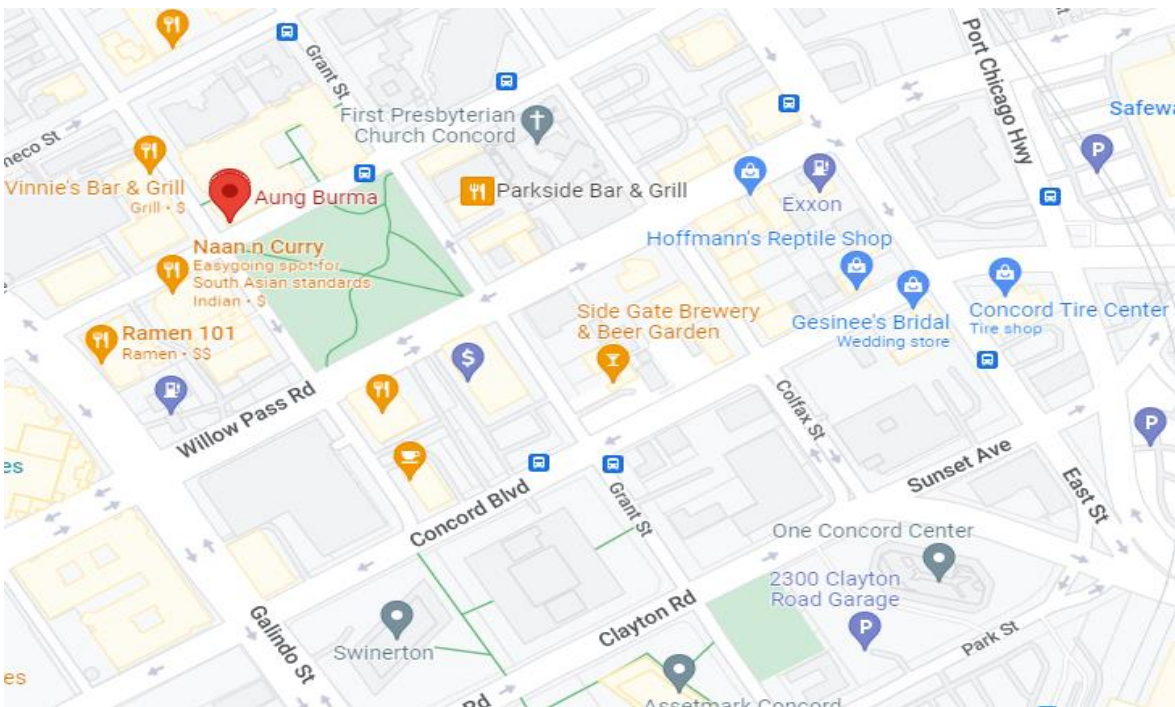 Grant St
First Presbyterian
Church Concord
Port Chicago Hwy
Safewa
P
neco St
Vinnie's Bar & Grill
Grill • $
Aung Burma
Parkside Bar & Grill
Exxon
Naan.n Curry
Easygoing spot for
South Asian standards
Indian • $
Hoffmann's Reptile Shop
Side Gate Brewery
& Beer Garden
Gesinee's Bridal
Wedding store
Concord Tire Center
Tire shop
Ramen 101
Ramen • $$
$
Willow Pass Rd
Colfax St
P
es
Sunset Ave
East St
Concord Blvd
Grant St
One Concord Center
2300 Clayton
Road Garage
P
Galindo St
Swinerton
Clayton Rd
Park St
es
Rd
Assetmark Concord